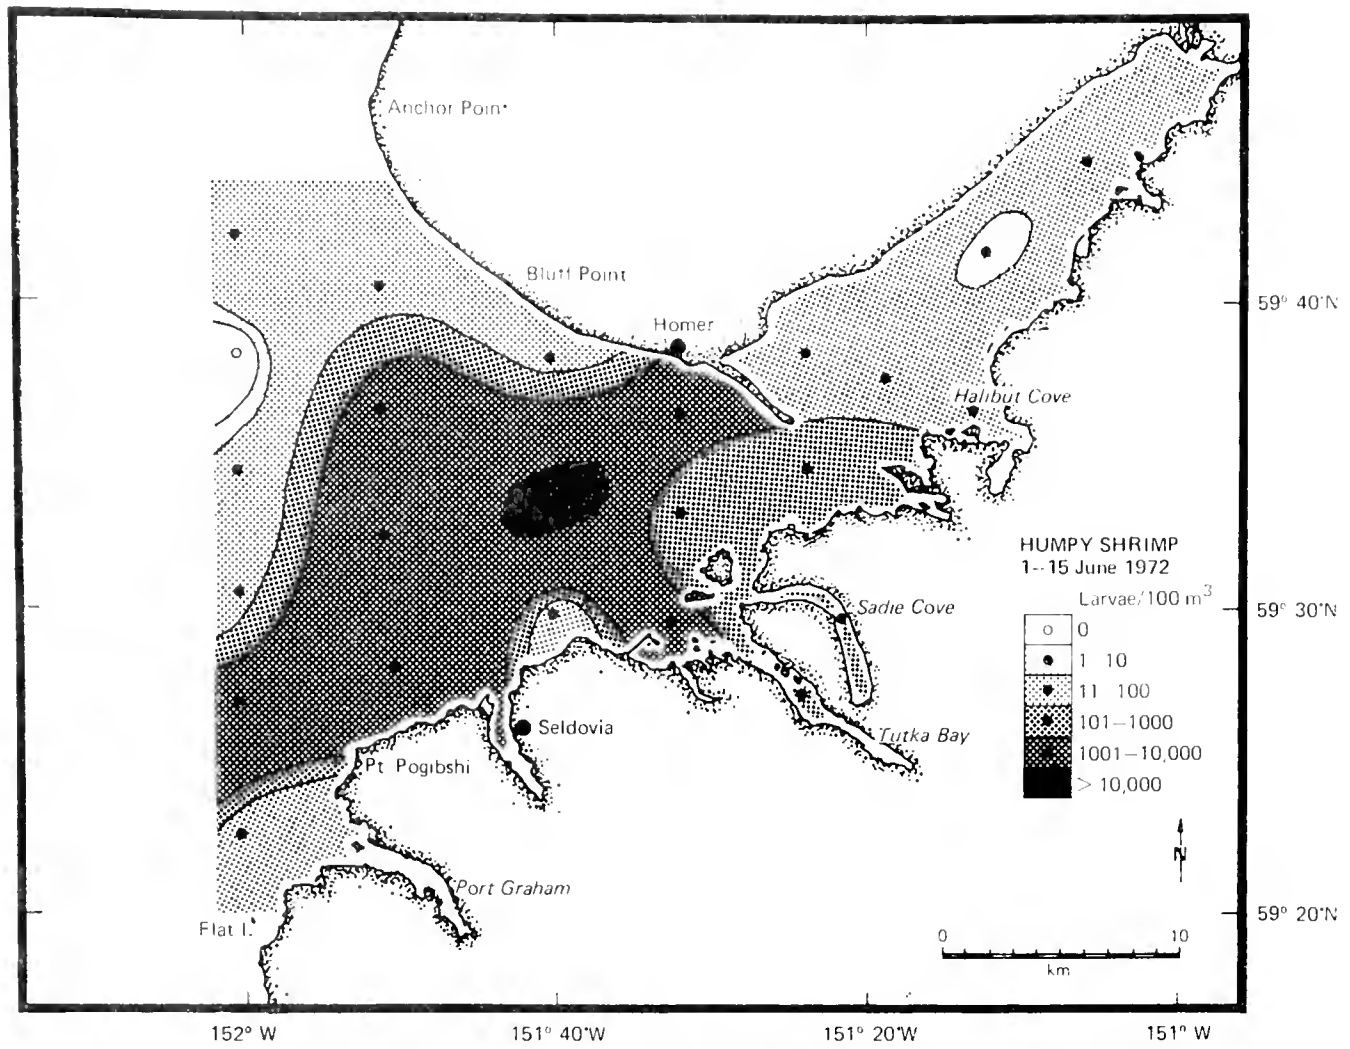 Anchor Point
Bluff Point
Homer
59° 40'N
Halibut Cove
HUMPY SHRIMP
1--15 June 1972
Larvae/100 m³
0
59° 30'N
Sadie Cove
1 10
11 100
101–1000
Seldovia
Tutka Bay
1001–10,000
Pt Pogibshi
> 10,000
N
Port Graham
59° 20'N
Flat I.
0 10
km
152° W 151° 40'W 151° 20'W 151° W